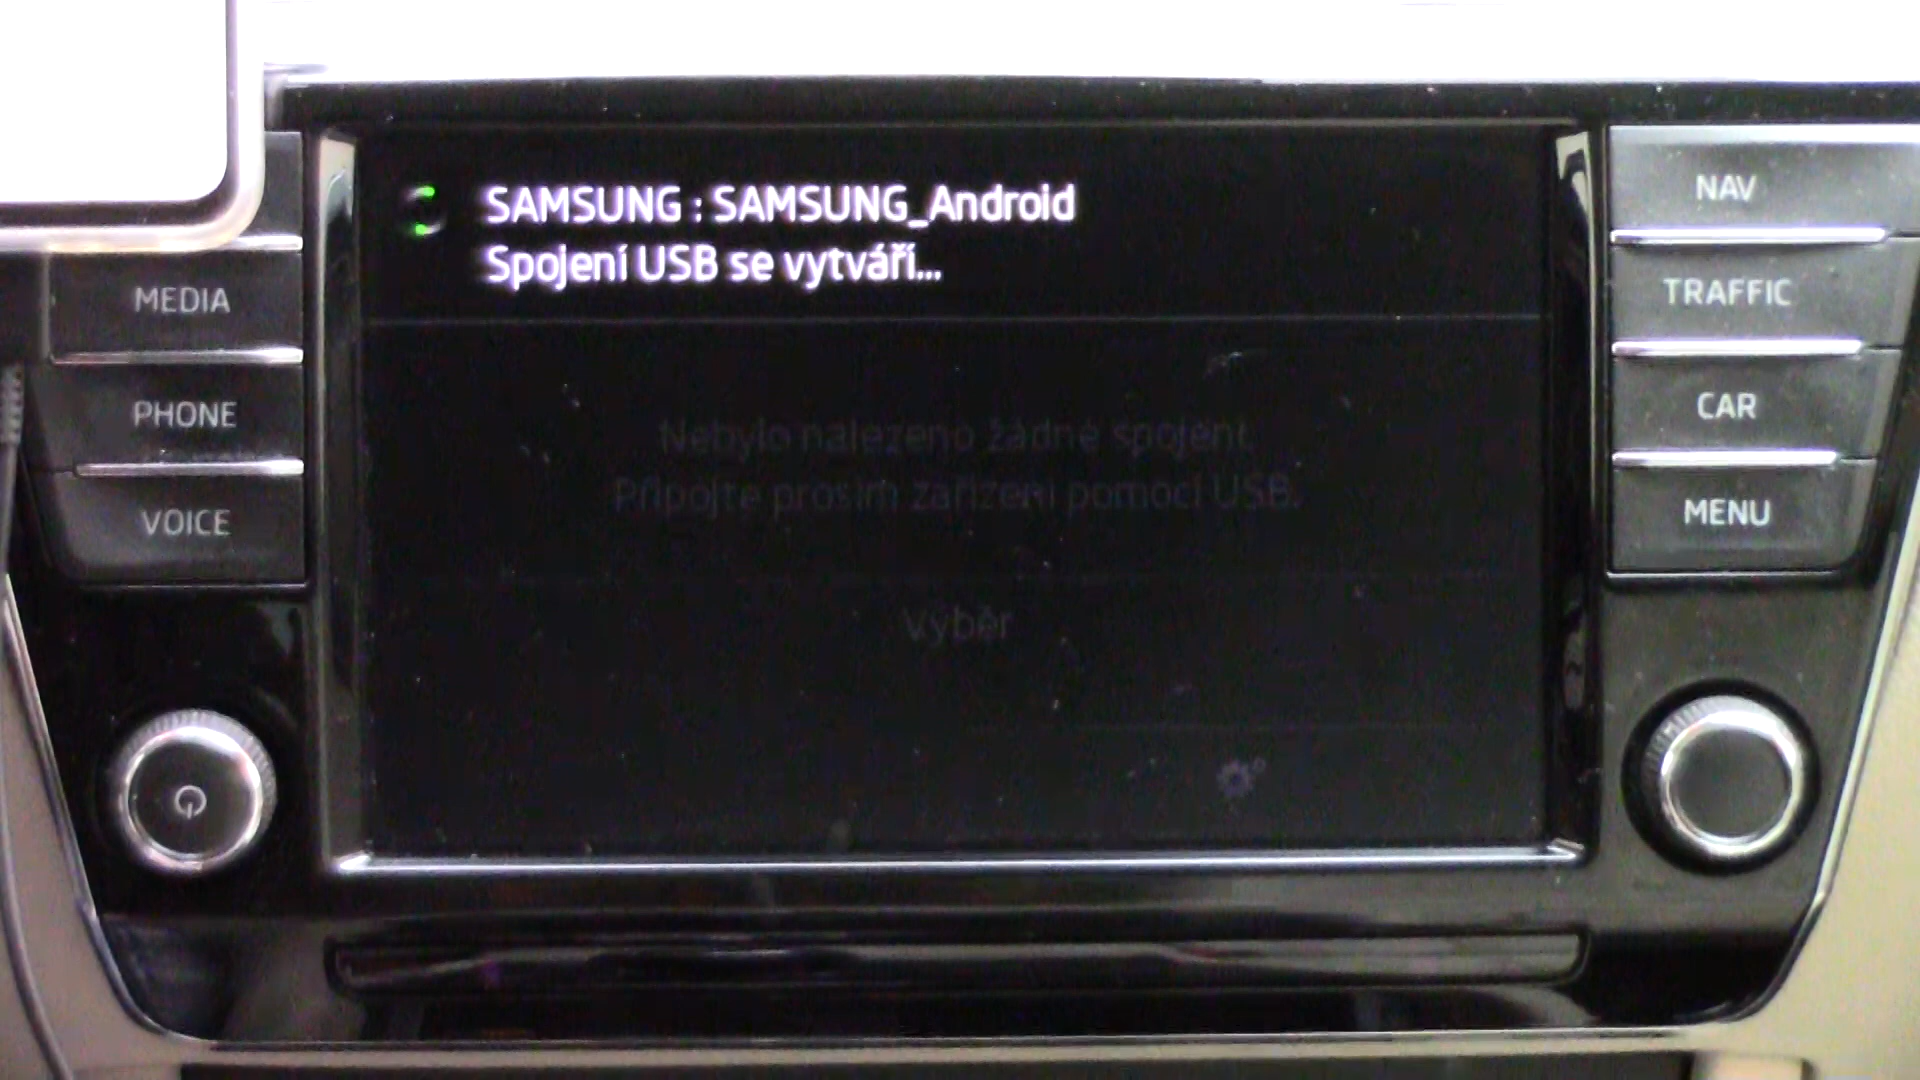 SAMSUNG : SAMSUNG_Android
Spojení USB se vytváří...
Nebylo nalezeno žádné spojení.
Připojte prosím zařízení pomocí USB.
Výběr
MEDIA
PHONE
VOICE
NAV
TRAFFIC
CAR
MENU